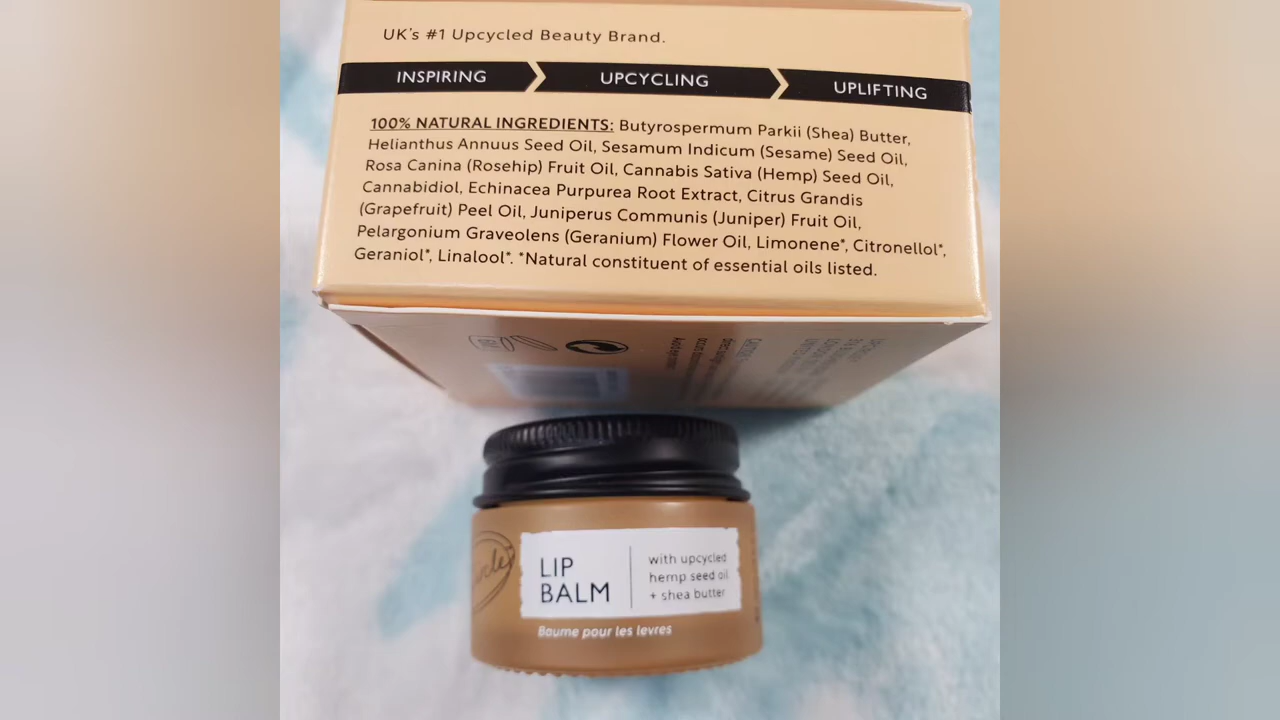 UK's #1 Upcycled Beauty Brand.
INSPIRING UPCYCLING UPLIFTING
100% NATURAL INGREDIENTS: Butyrospermum Parkii (Shea) Butter,
Helianthus Annuus Seed Oil, Sesamum Indicum (Sesame) Seed Oil,
Rosa Canina (Rosehip) Fruit Oil, Cannabis Sativa (Hemp) Seed Oil,
Cannabidiol, Echinacea Purpurea Root Extract, Citrus Grandis
(Grapefruit) Peel Oil, Juniperus Communis (Juniper) Fruit Oil,
Pelargonium Graveolens (Geranium) Flower Oil, Limonene*, Citronellol*,
Geraniol*, Linalool*. *Natural constituent of essential oils listed.
LIP
BALM
with upcycled
hemp seed oil
+ shea butter
Baume pour les levres